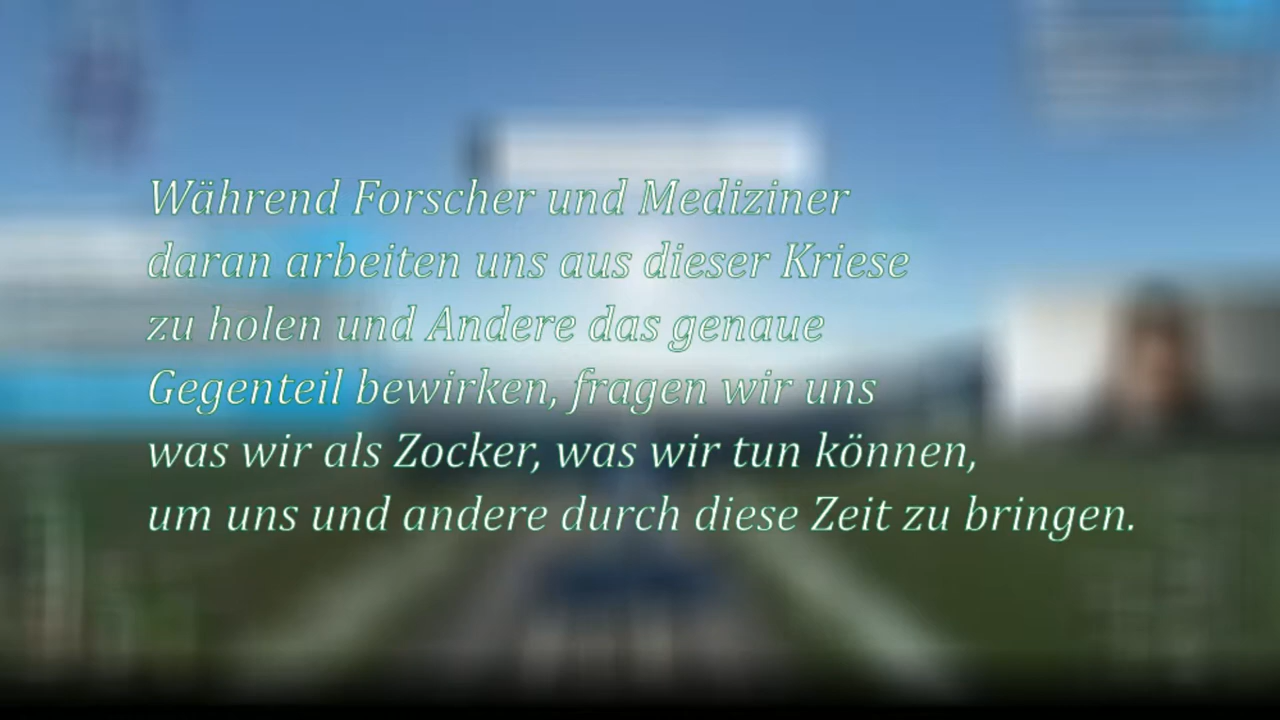 Während Forscher und Mediziner
daran arbeiten uns aus dieser Kriese
zu holen und Andere das genaue
Gegenteil bewirken, fragen wir uns
was wir als Zocker, was wir tun können,
um uns und andere durch diese Zeit zu bringen.